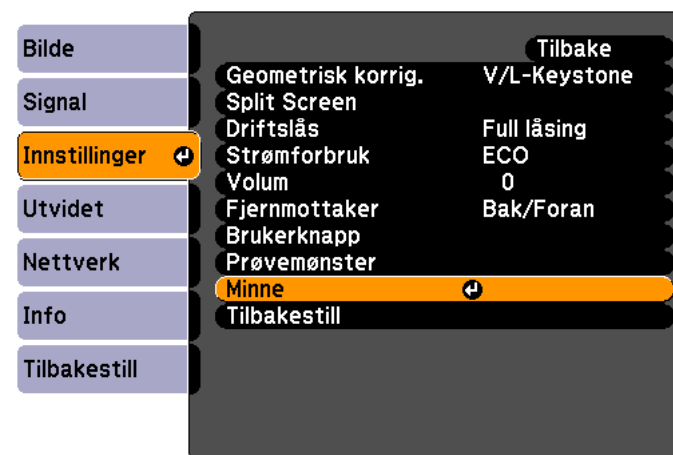 Bilde
Signal
Innstillinger
Utvidet
Nettverk
Info
Tilbakestill
Tilbake
Geometrisk korrig. V/L-Keystone
Split Screen
Driftslås Full låsing
Strømforbruk ECO
Volum 0
Fjernmottaker Bak/Foran
Brukerknapp
Prøvemønster
Minne
Tilbakestill